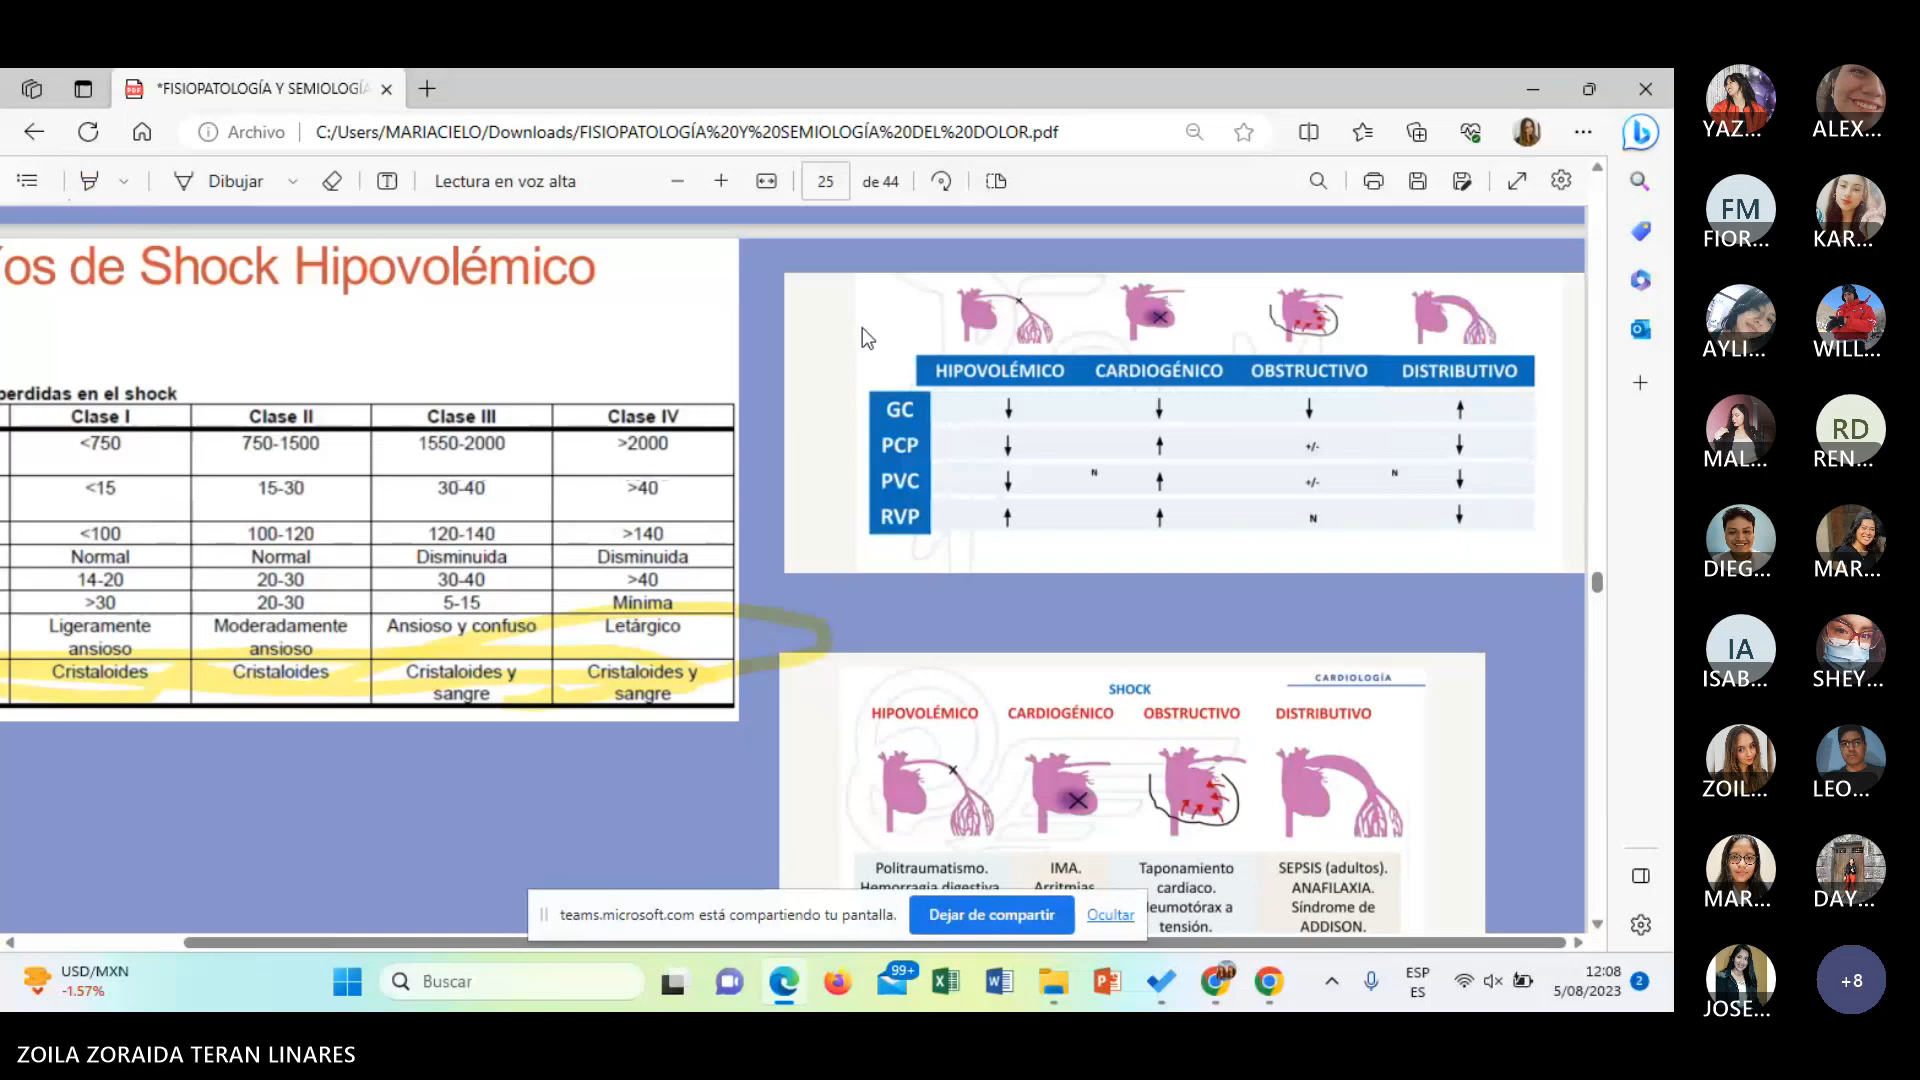 *FISIOPATOLOGÍA Y SEMIOLOGÍA
Archivo C:/Users/MARIACIELO/Downloads/FISIOPATOLOGÍA%20Y%20SEMIOLOGÍA%20DEL%20DOLOR.pdf
Dibujar Lectura en voz alta 25 de 44
os de Shock Hipovolémico
perdidas en el shock
Clase I Clase II Clase III Clase IV
<750 750-1500 1550-2000 >2000
<15 15-30 30-40 >40
<100 100-120 120-140 >140
Normal Normal Disminuida Disminuida
14-20 20-30 30-40 >40
>30 20-30 5-15 Mínima
Ligeramente ansioso Moderadamente ansioso Ansioso y confuso Letárgico
Cristaloides Cristaloides Cristaloides y sangre Cristaloides y sangre
HIPOVOLÉMICO CARDIOGÉNICO OBSTRUCTIVO DISTRIBUTIVO
GC ↓ ↓ ↓ ↑
PCP ↓ ↑ +/- ↓
PVC ↓ N ↑ +/- N ↓
RVP ↑ ↑ N ↓
CARDIOLOGÍA
SHOCK
HIPOVOLÉMICO CARDIOGÉNICO OBSTRUCTIVO DISTRIBUTIVO
Politraumatismo. IMA. Taponamiento SEPSIS (adultos).
Hemorragia digestiva Arritmias cardiaco. ANAFILAXIA.
leumotórax a Síndrome de
tensión. ADDISON.
teams.microsoft.com está compartiendo tu pantalla. Dejar de compartir Ocultar
USD/MXN
-1.57%
Buscar
99+
ESP
ES
12:08
5/08/2023
2
YAZ...
ALEX...
FM
FIOR...
KAR...
AYLI...
WILL...
MAL...
RD
REN...
DIEG...
MAR...
IA
ISAB...
SHEY...
ZOIL...
LEO...
MAR...
DAY...
JOSE...
+8
ZOILA ZORAIDA TERAN LINARES